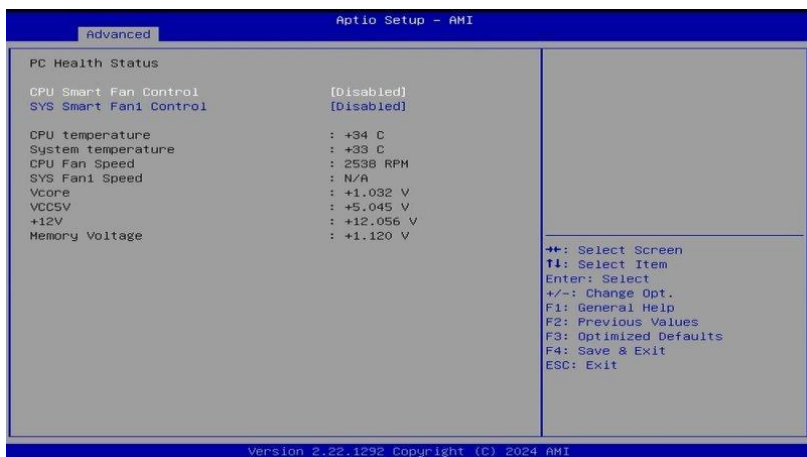 Aptio Setup - AMI
Advanced
PC Health Status
CPU Smart Fan Control [Disabled]
SYS Smart Fan1 Control [Disabled]
CPU temperature : +34 C
System temperature : +33 C
CPU Fan Speed : 2538 RPM
SYS Fan1 Speed : N/A
Vcore : +1.032 V
VCC5V : +5.045 V
+12V : +12.056 V
Memory Voltage : +1.120 V
→←: Select Screen
↑↓: Select Item
Enter: Select
+/-: Change Opt.
F1: General Help
F2: Previous Values
F3: Optimized Defaults
F4: Save & Exit
ESC: Exit
Version 2.22.1292 Copyright (C) 2024 AMI